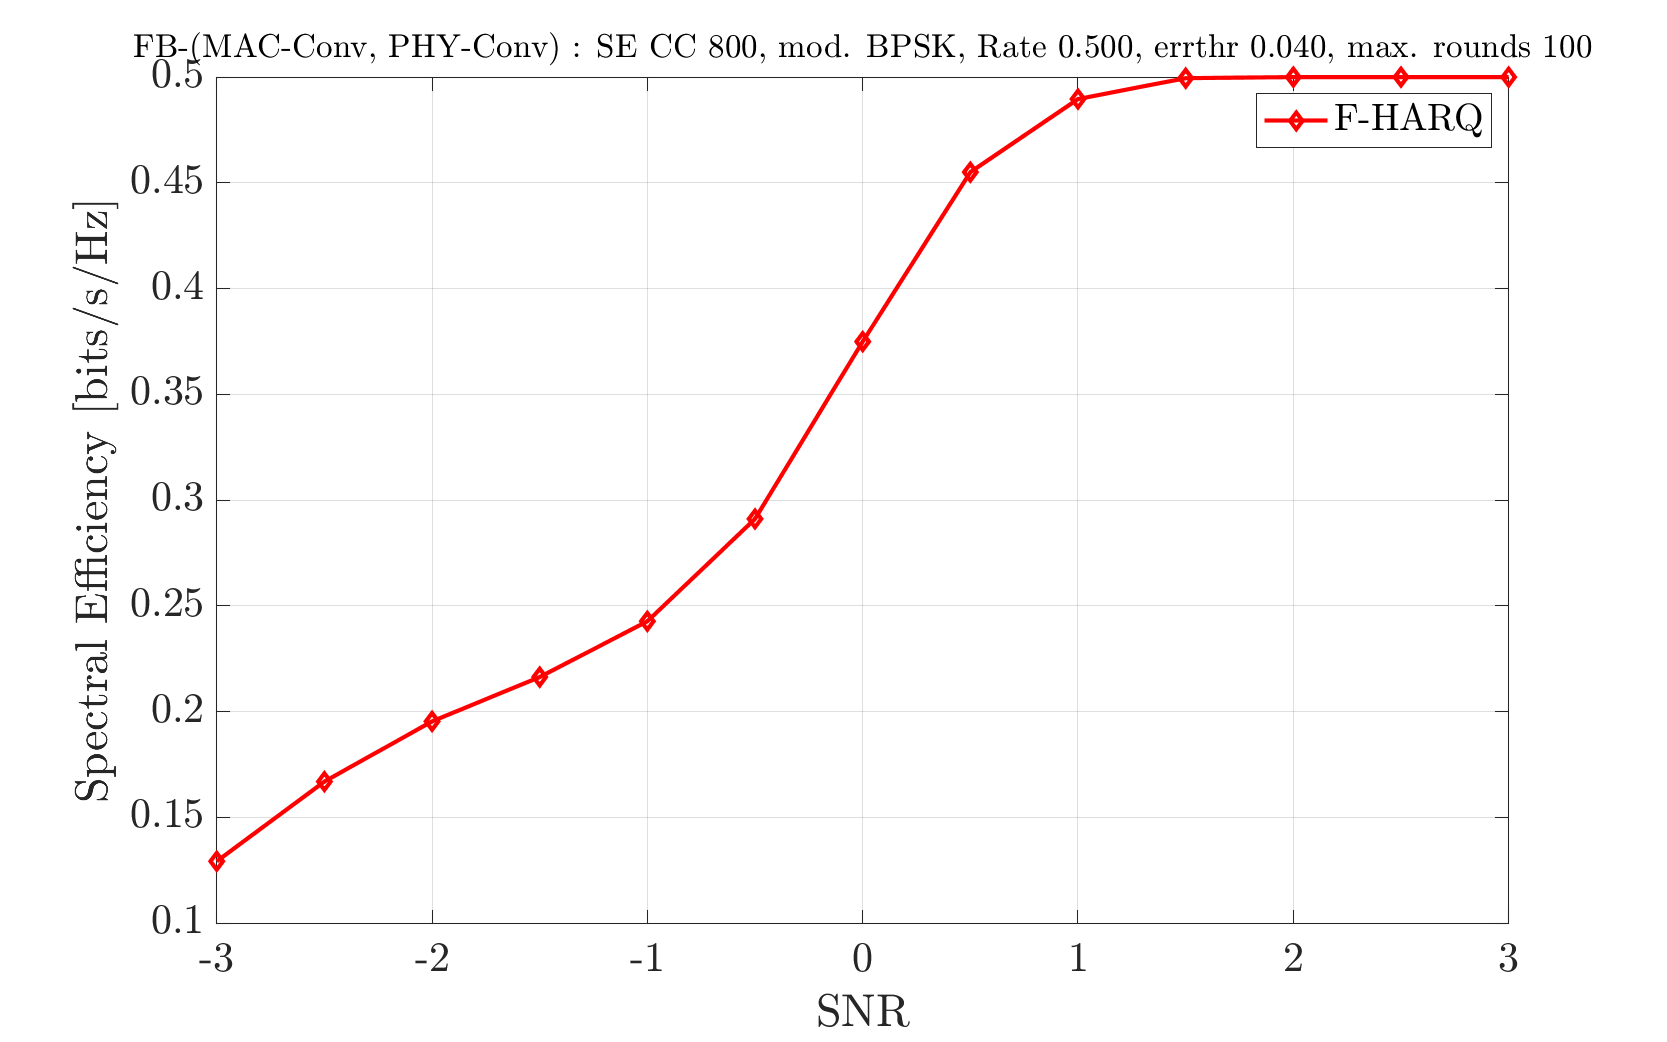 FB-(MAC-Conv, PHY-Conv) : SE CC 800, mod. BPSK, Rate 0.500, errthr 0.040, max. rounds 100
0.5
F-HARQ
0.45
0.4
0.35
0.3
0.25
0.2
0.15
0.1
Spectral Efficiency [bits/s/Hz]
-3 -2 -1 0 1 2 3
SNR